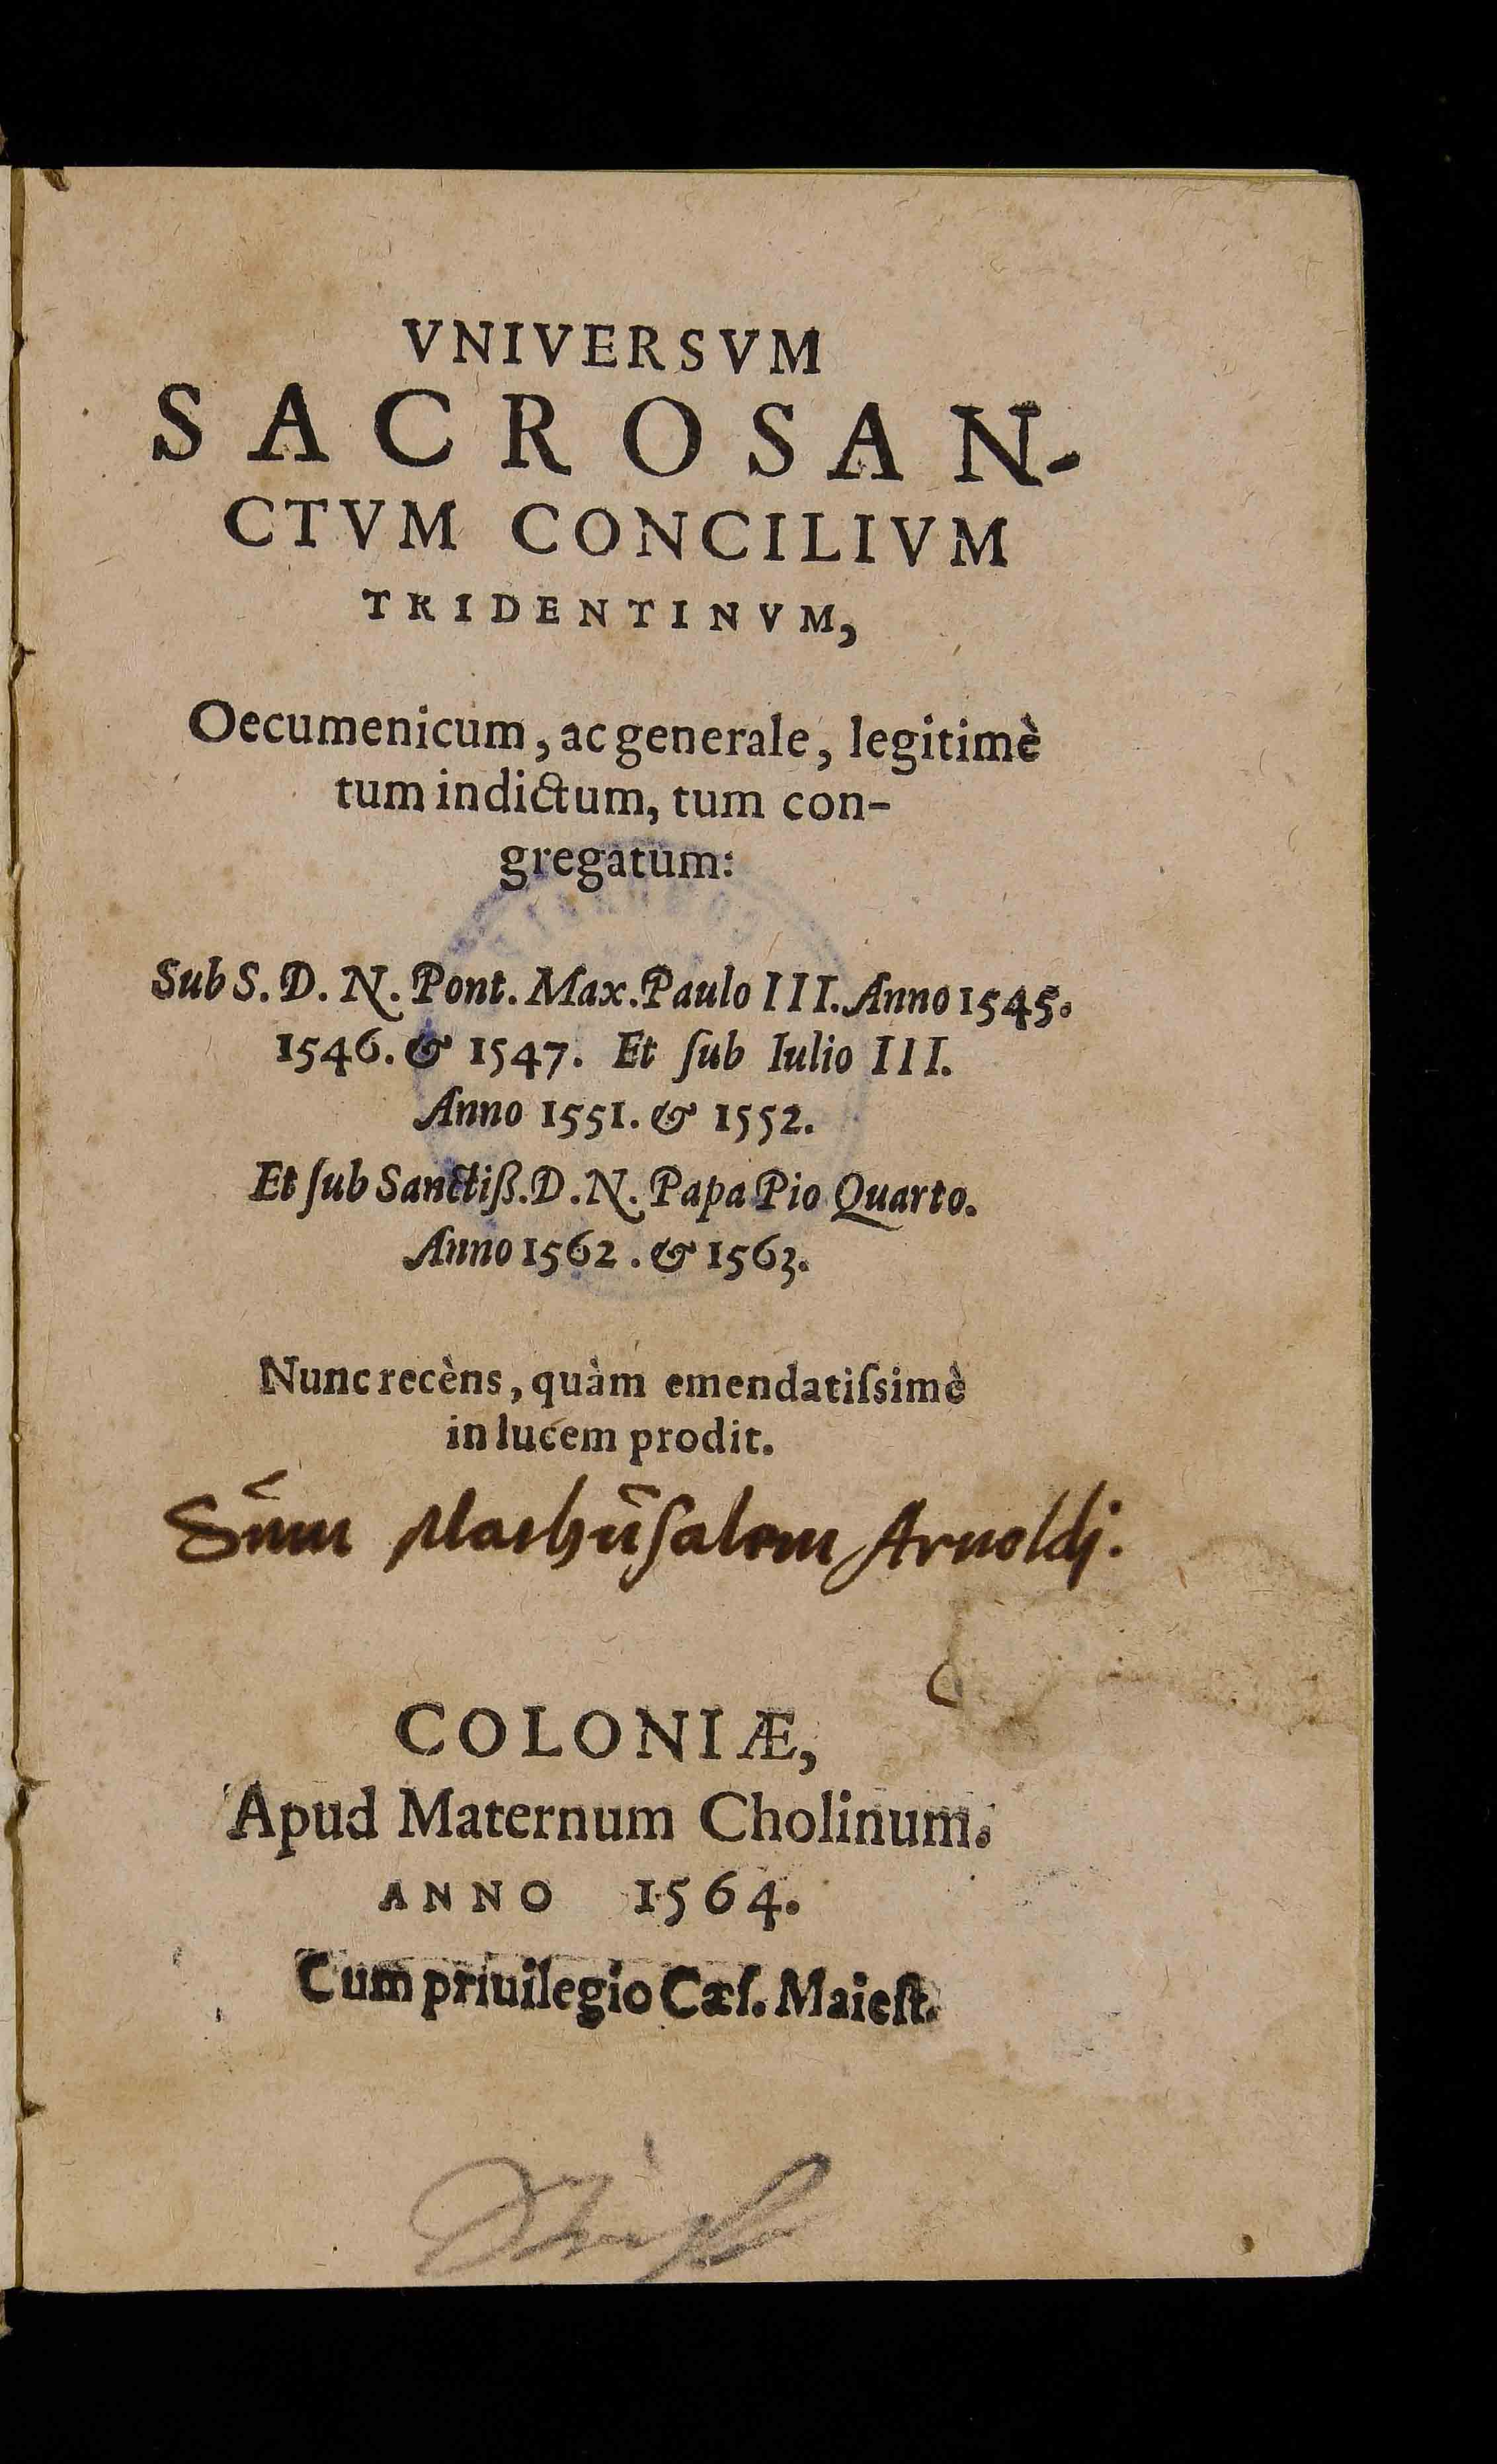 VNIVERSVM
SACROSAN-
CTVM CONCILIVM
TRIDENTINVM,
Oecumenicum, ac generale, legitimè
tum indictum, tum con-
gregatum:
Sub S. D. N. Pont. Max. Paulo III. Anno 1545.
1546. & 1547. Et ſub Iulio III.
Anno 1551. & 1552.
Et ſub Sanctiß. D. N. Papa Pio Quarto.
Anno 1562. & 1563.
Nunc recèns, quàm emendatiſsimè
in lucem prodit.
Sum Mathuſalem Arnoldj.
COLONIÆ,
Apud Maternum Cholinum.
ANNO 1564.
Cum priuilegio Cæſ. Maieſt.